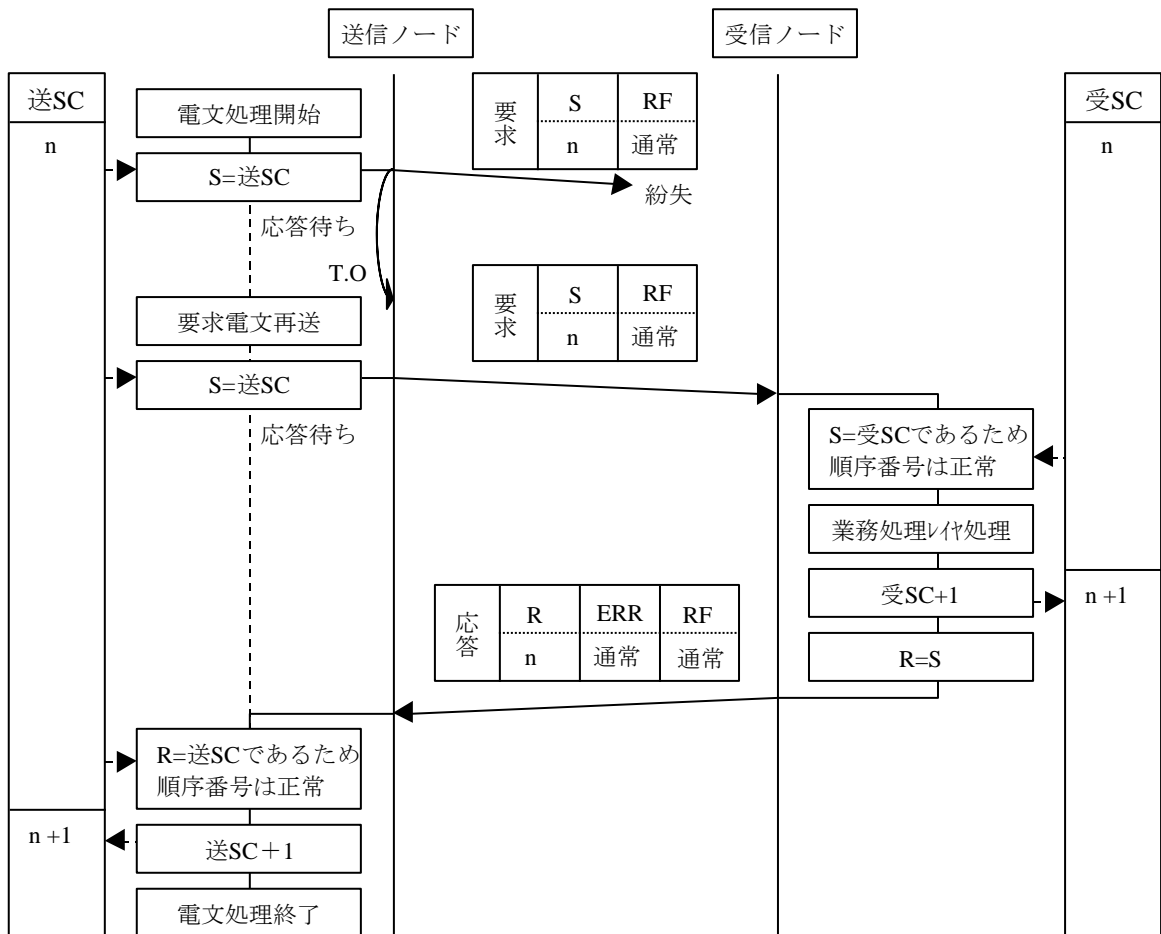 送信ノード
受信ノード
送SC
受SC
n
n
電文処理開始
要求
S
RF
n
通常
S=送SC
紛失
応答待ち
T.O
要求
S
RF
n
通常
要求電文再送
S=送SC
応答待ち
S=受SCであるため
順序番号は正常
業務処理ﾚｲﾔ処理
受SC+1
n +1
応答
R
ERR
RF
n
通常
通常
R=S
R=送SCであるため
順序番号は正常
n +1
送SC＋1
電文処理終了